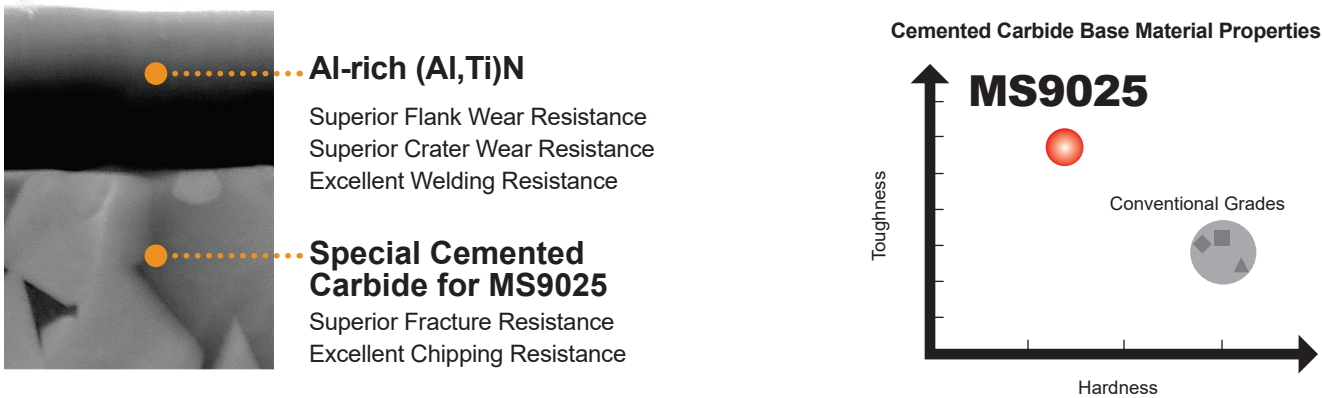 Al-rich (Al,Ti)N
Superior Flank Wear Resistance
Superior Crater Wear Resistance
Excellent Welding Resistance
Special Cemented
Carbide for MS9025
Superior Fracture Resistance
Excellent Chipping Resistance
Cemented Carbide Base Material Properties
MS9025
Conventional Grades
Toughness
Hardness